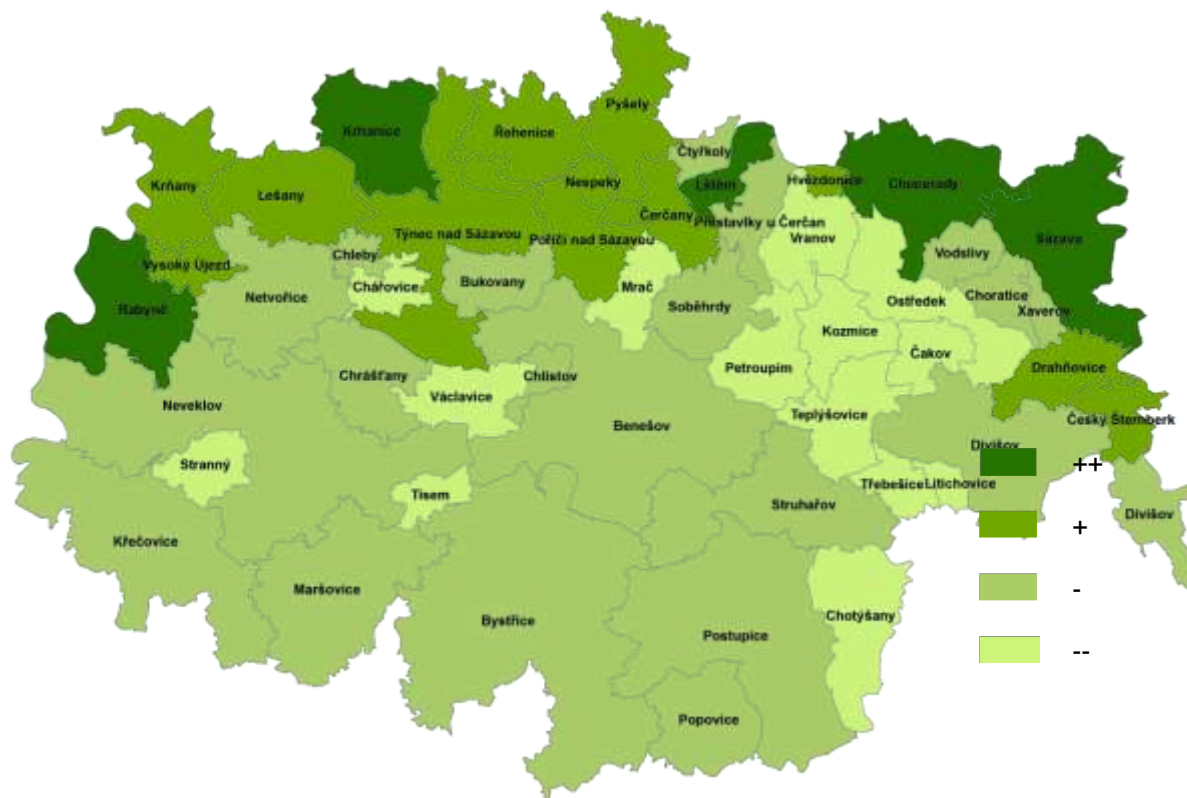 Pyšely
Krhanice
Řehenice
Čtyřkoly
Krňany
Lešany
Nespeky
Lštění
Hvězdonice
Chocerady
Čerčany
Přestavlky u Čerčan
Sázava
Týnec nad Sázavou
Poříčí nad Sázavou
Vranov
Vysoký Újezd
Chleby
Vodslivy
Rabyně
Netvořice
Chářovice
Bukovany
Mrač
Soběhrdy
Ostředek
Choratice
Xaverov
Kozmice
Čakov
Chrášťany
Chlistov
Petroupim
Drahňovice
Neveklov
Václavice
Teplýšovice
Český Šternberk
Benešov
Divišov
Stranný
++
Tisem
Třebešice
Litichovice
Struhařov
Divišov
+
Křečovice
Maršovice
-
Chotýšany
Bystřice
Postupice
--
Popovice